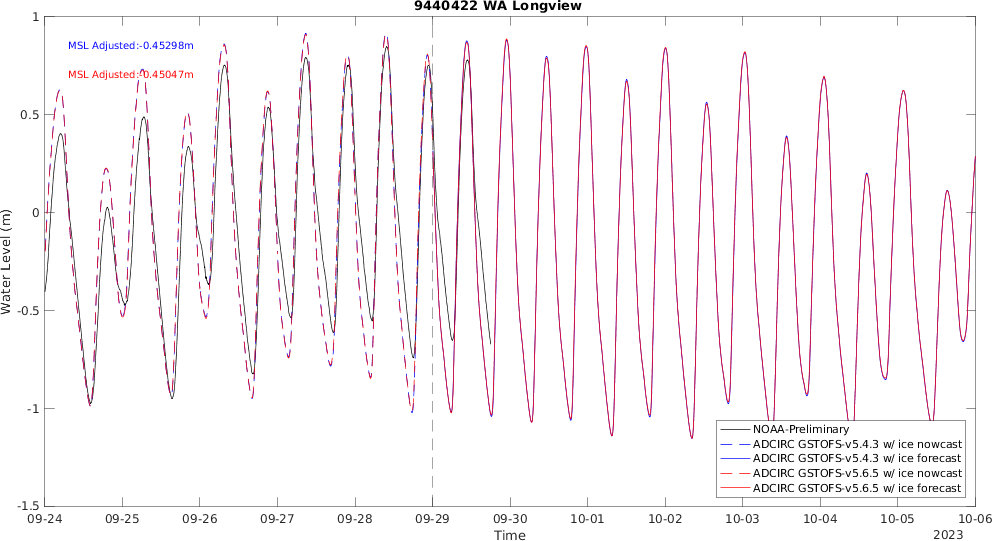 9440422 WA Longview
MSL Adjusted:-0.45298m
MSL Adjusted:-0.45047m
Water Level (m)
1
0.5
0
-0.5
-1
-1.5
NOAA-Preliminary
ADCIRC GSTOFS-v5.4.3 w/ ice nowcast
ADCIRC GSTOFS-v5.4.3 w/ ice forecast
ADCIRC GSTOFS-v5.6.5 w/ ice nowcast
ADCIRC GSTOFS-v5.6.5 w/ ice forecast
09-24 09-25 09-26 09-27 09-28 09-29 09-30 10-01 10-02 10-03 10-04 10-05 10-06
Time
2023